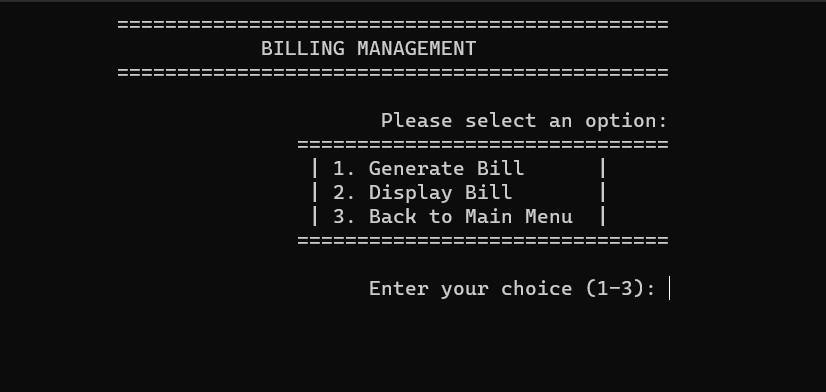 ==============================================
BILLING MANAGEMENT
==============================================
Please select an option:
===============================
| 1. Generate Bill      |
| 2. Display Bill       |
| 3. Back to Main Menu  |
===============================
Enter your choice (1-3):